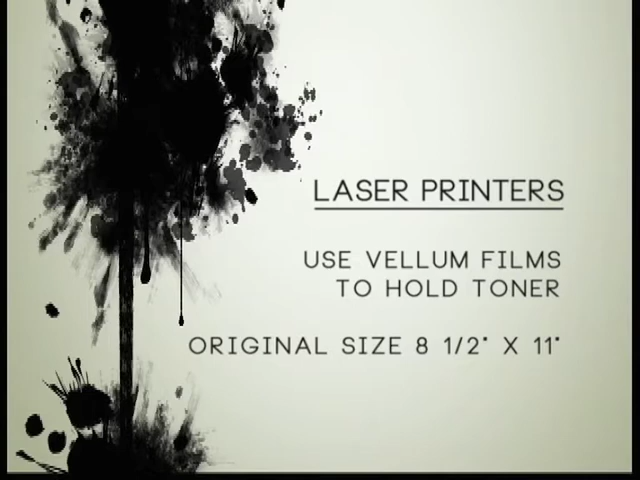 LASER PRINTERS
USE VELLUM FILMS
TO HOLD TONER
ORIGINAL SIZE 8 1/2" X 11"